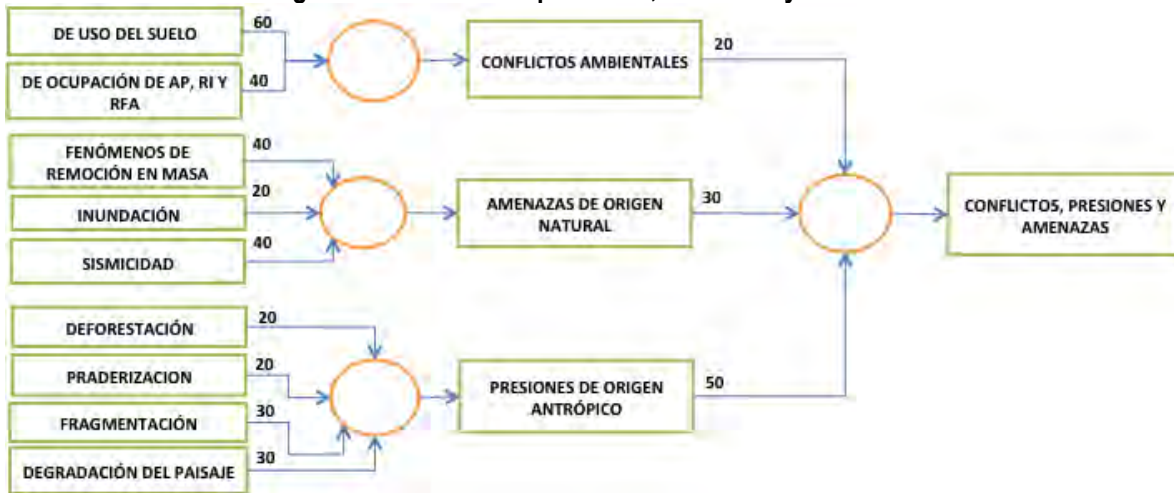 DE USO DEL SUELO
60
DE OCUPACIÓN DE AP, RI Y
RFA
40
CONFLICTOS AMBIENTALES
20
FENÓMENOS DE
REMOCIÓN EN MASA
40
INUNDACIÓN
20
SISMICIDAD
40
AMENAZAS DE ORIGEN
NATURAL
30
CONFLICTOS, PRESIONES Y
AMENAZAS
DEFORESTACIÓN
20
PRADERIZACION
20
FRAGMENTACIÓN
30
DEGRADACIÓN DEL PAISAJE
30
PRESIONES DE ORIGEN
ANTRÓPICO
50